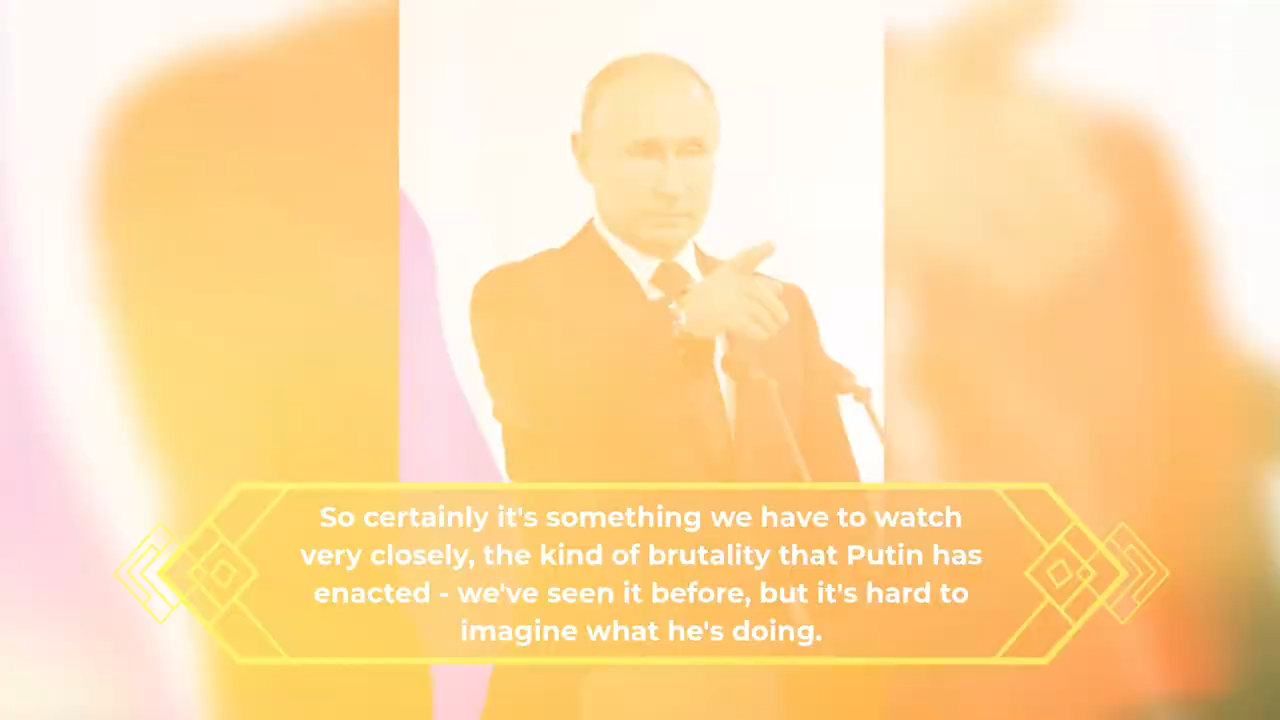 So certainly it's something we have to watch
very closely, the kind of brutality that Putin has
enacted - we've seen it before, but it's hard to
imagine what he's doing.